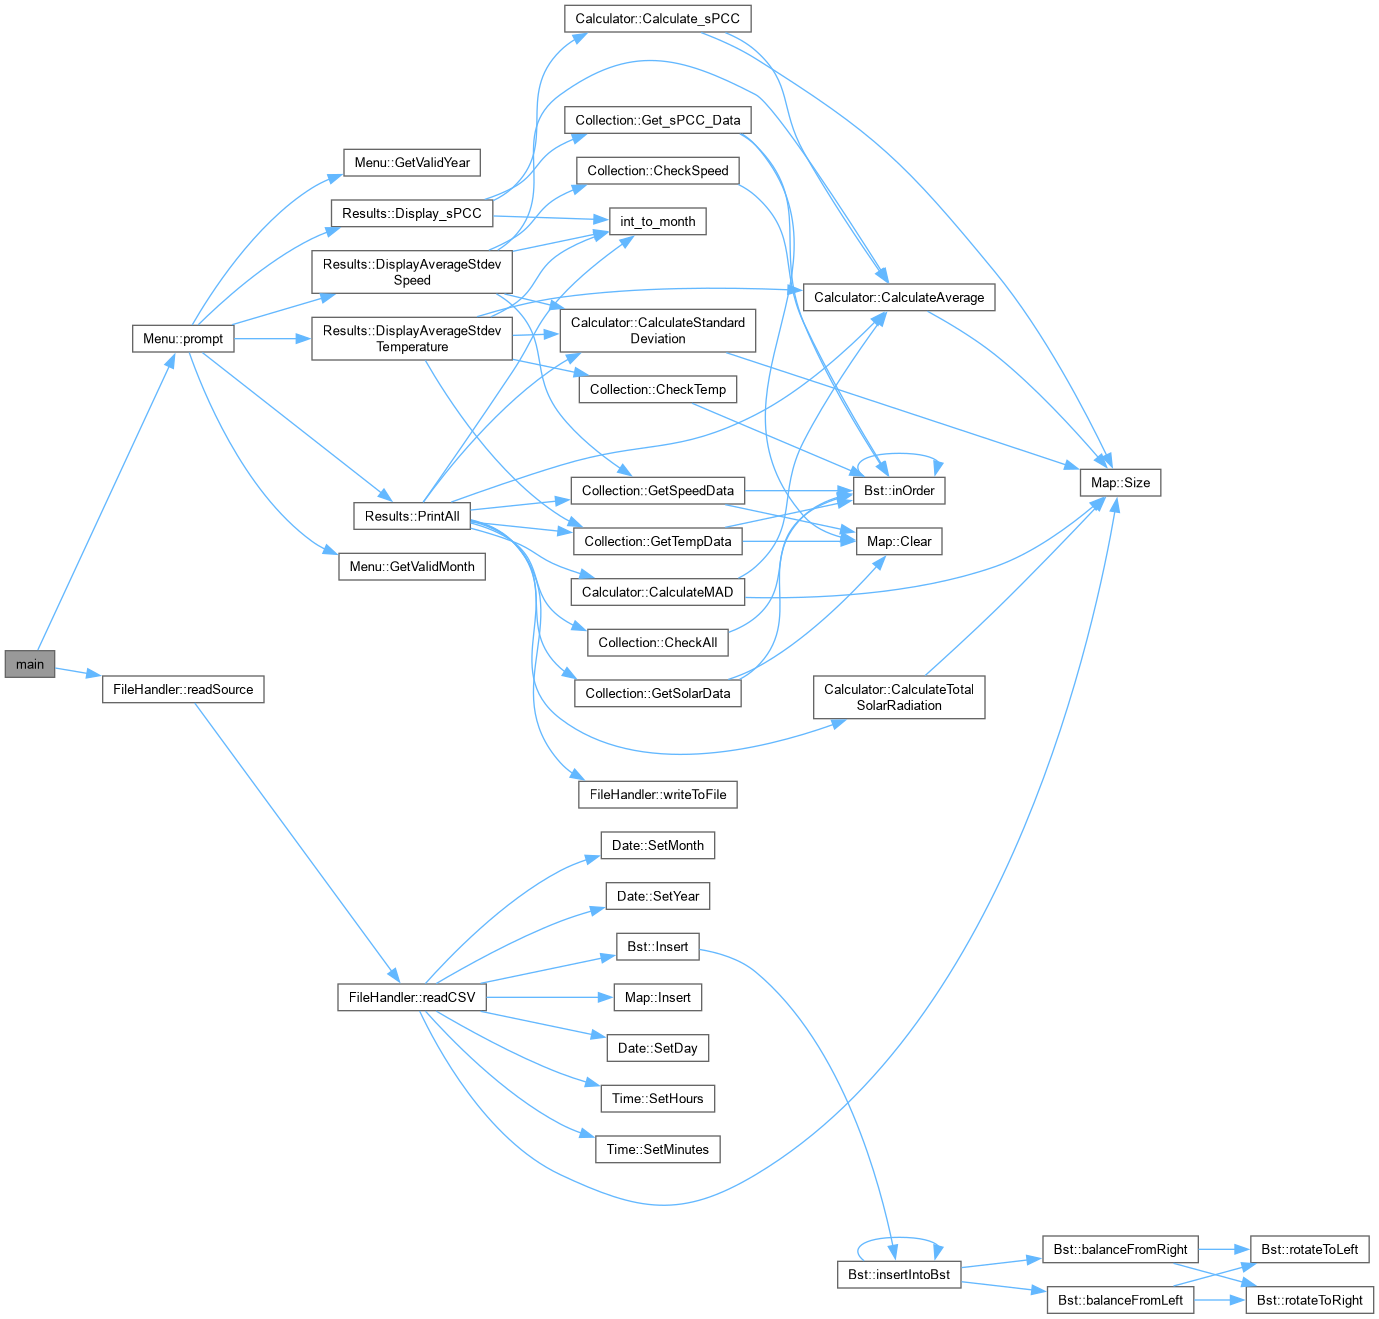 Calculator::Calculate_sPCC
Collection::Get_sPCC_Data
Menu::GetValidYear
Collection::CheckSpeed
Results::Display_sPCC
int_to_month
Results::DisplayAverageStdev
Speed
Calculator::CalculateAverage
Menu::prompt
Results::DisplayAverageStdev
Temperature
Calculator::CalculateStandard
Deviation
Collection::CheckTemp
Map::Size
Collection::GetSpeedData
Bst::inOrder
Results::PrintAll
Collection::GetTempData
Map::Clear
Menu::GetValidMonth
Calculator::CalculateMAD
Collection::CheckAll
main
FileHandler::readSource
Collection::GetSolarData
Calculator::CalculateTotal
SolarRadiation
FileHandler::writeToFile
Date::SetMonth
Date::SetYear
Bst::Insert
FileHandler::readCSV
Map::Insert
Date::SetDay
Time::SetHours
Time::SetMinutes
Bst::balanceFromRight
Bst::rotateToLeft
Bst::insertIntoBst
Bst::balanceFromLeft
Bst::rotateToRight